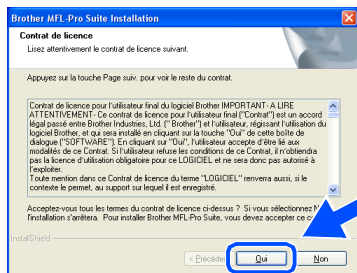 Brother MFL-Pro Suite Installation
Contrat de licence
Lisez attentivement le contrat de licence suivant.
Appuyez sur la touche Page suiv. pour voir le reste du contrat.
Contrat de licence pour l'utilisateur final du logiciel Brother IMPORTANT- A LIRE
ATTENTIVEMENT- Ce contrat de licence pour l'utilisateur final ("Contrat") est un accord
légal passé entre Brother Industries, Ltd. ("Brother") et l'utilisateur, régissant l'utilisation du
logiciel Brother, et qui sera installé en cliquant sur la touche "Oui" de cette boîte de
dialogue ("SOFTWARE"). En cliquant sur "Oui", l'utilisateur accepte d'être lié aux
modalités de ce Contrat. Si l'utilisateur refuse les conditions de ce Contrat, il n'obtiendra
pas la licence d'utilisation obligatoire pour ce LOGICIEL et ne sera donc pas autorisé à
l'exploiter.
Toute mention dans ce Contrat de licence du terme "LOGICIEL" renverra aussi, si le
contexte le permet, au support sur lequel il est enregistré.
Acceptez-vous tous les termes du contrat de licence ci-dessus ? Si vous sélectionnez
l'installation s'arrêtera. Pour installer Brother MFL-Pro Suite, vous devez accepter ce
InstallShield
< Précéde
Oui
Non